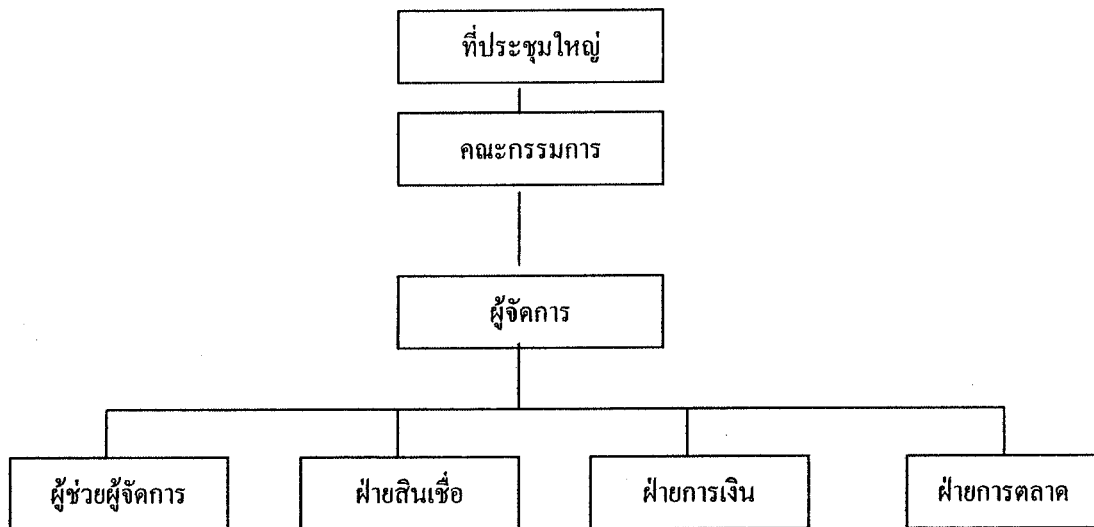 ที่ประชุมใหญ่
คณะกรรมการ
ผู้จัดการ
ผู้ช่วยผู้จัดการ
ฝ่ายสินเชื่อ
ฝ่ายการเงิน
ฝ่ายการตลาด